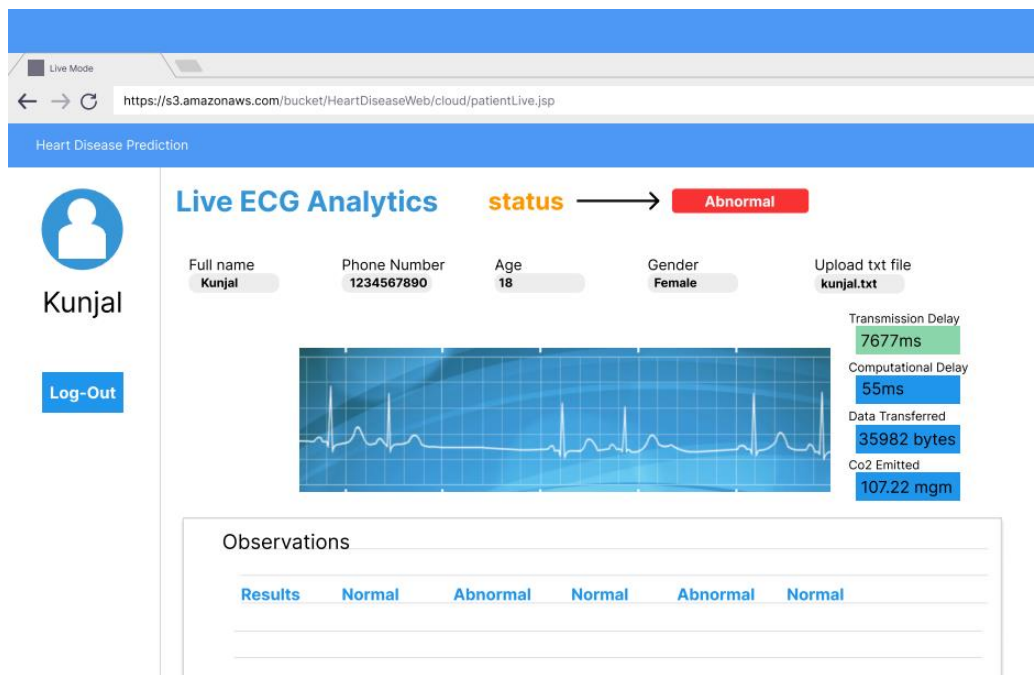 Live Mode
https://s3.amazonaws.com/bucket/HeartDiseaseWeb/cloud/patientLive.jsp
Heart Disease Prediction
Live ECG Analytics status Abnormal
Full name Phone Number Age Gender Upload txt file
Kunjal 1234567890 18 Female kunjal.txt
Kunjal
Log-Out
Transmission Delay
7677ms
Computational Delay
55ms
Data Transferred
35982 bytes
Co2 Emitted
107.22 mgm
Observations
Results Normal Abnormal Normal Abnormal Normal